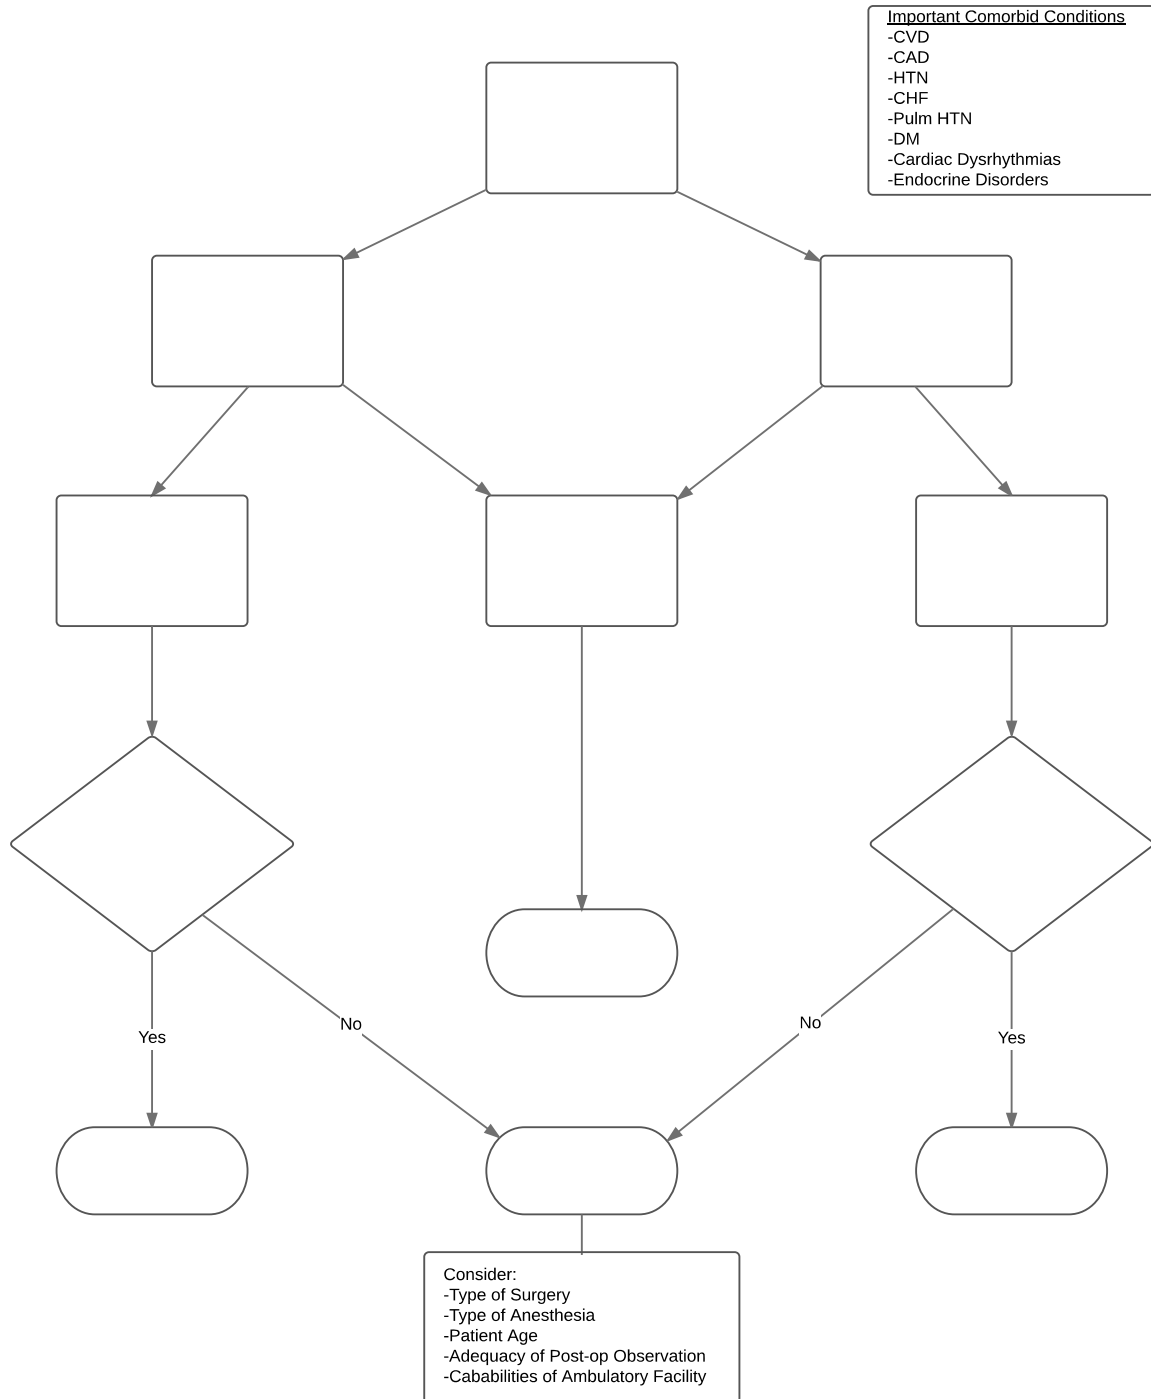 Important Comorbid Conditions
-CVD
-CAD
-HTN
-CHF
-Pulm HTN
-DM
-Cardiac Dysrhythmias
-Endocrine Disorders
No
No
Yes
Yes
Consider:
-Type of Surgery
-Type of Anesthesia
-Patient Age
-Adequacy of Post-op Observation
-Cababilities of Ambulatory Facility